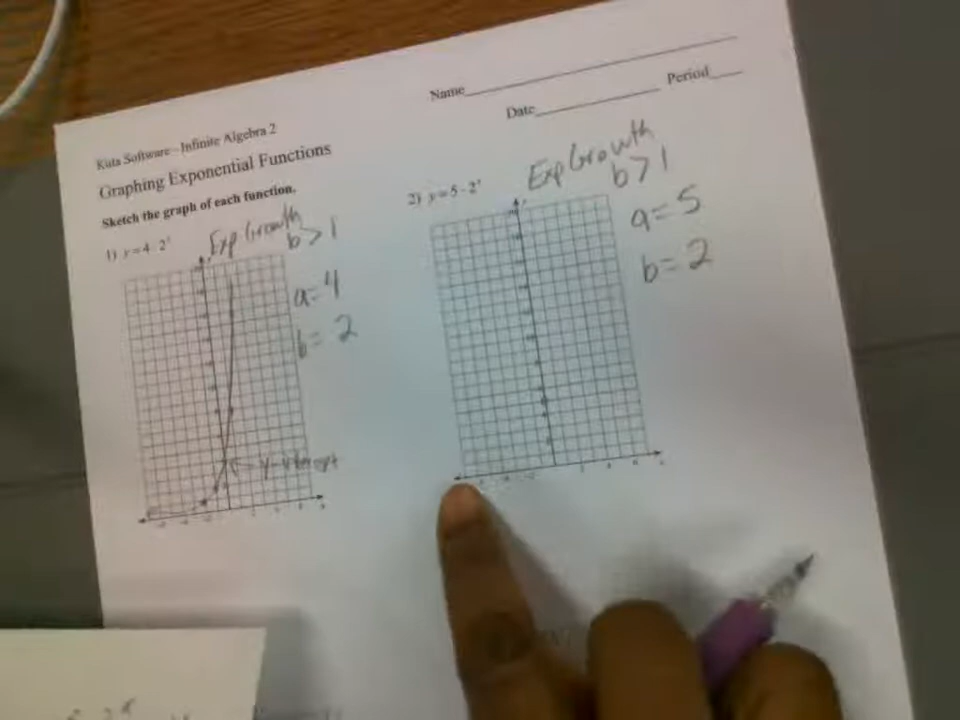 Name
Date Period
Kuta Software - Infinite Algebra 2
Graphing Exponential Functions
Sketch the graph of each function.
1) y = 4 · 2ˣ
Exp Growth
b > 1
a = 4
b = 2
y-intercept
2) y = 5 · 2ˣ
Exp Growth
b > 1
a = 5
b = 2